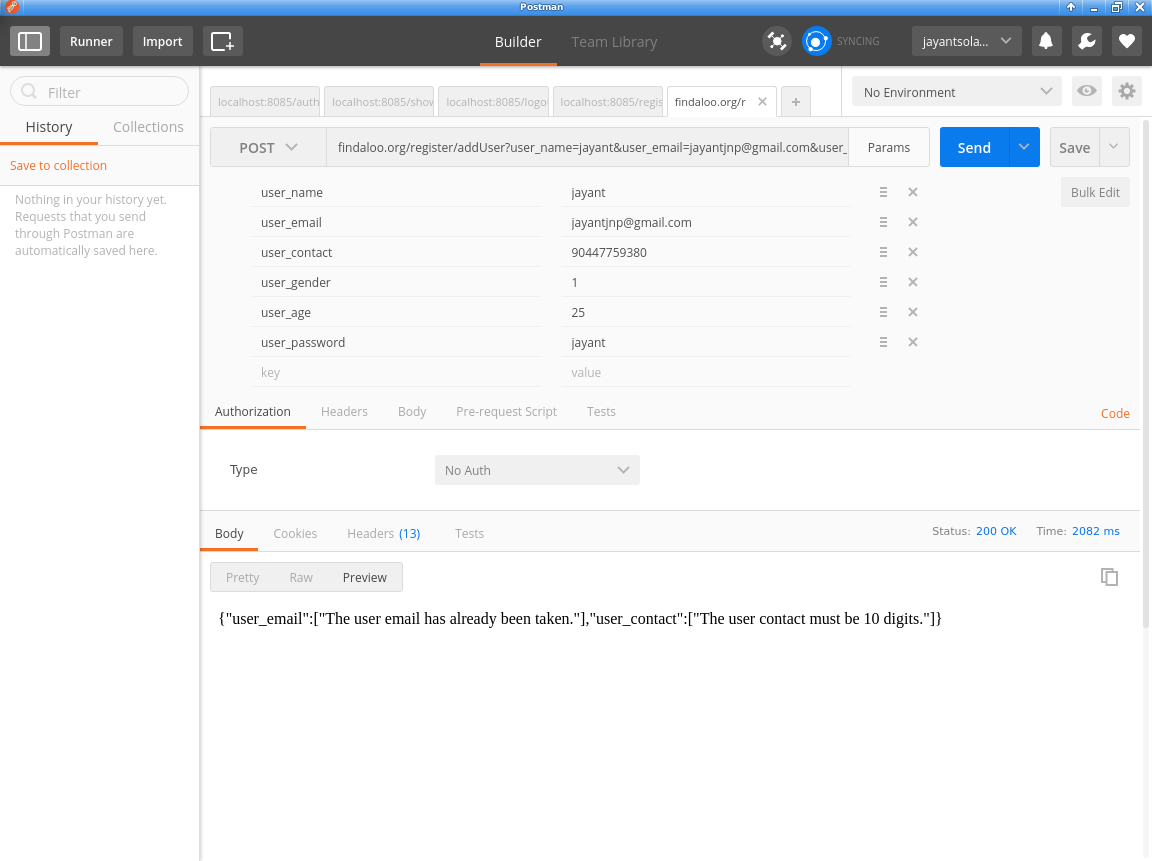 Postman
Runner
Import
Builder
Team Library
SYNCING
jayantsola...
Filter
History
Collections
Save to collection
Nothing in your history yet.
Requests that you send
through Postman are
automatically saved here.
localhost:8085/auth
localhost:8085/show
localhost:8085/logo
localhost:8085/regis
findaloo.org/r
No Environment
POST
findaloo.org/register/addUser?user_name=jayant&user_email=jayantjnp@gmail.com&user_
Params
Send
Save
user_name jayant
Bulk Edit
user_email jayantjnp@gmail.com
user_contact 90447759380
user_gender 1
user_age 25
user_password jayant
key value
Authorization
Headers
Body
Pre-request Script
Tests
Code
Type
No Auth
Body
Cookies
Headers (13)
Tests
Status: 200 OK
Time: 2082 ms
Pretty
Raw
Preview
{"user_email":["The user email has already been taken."],"user_contact":["The user contact must be 10 digits."]}